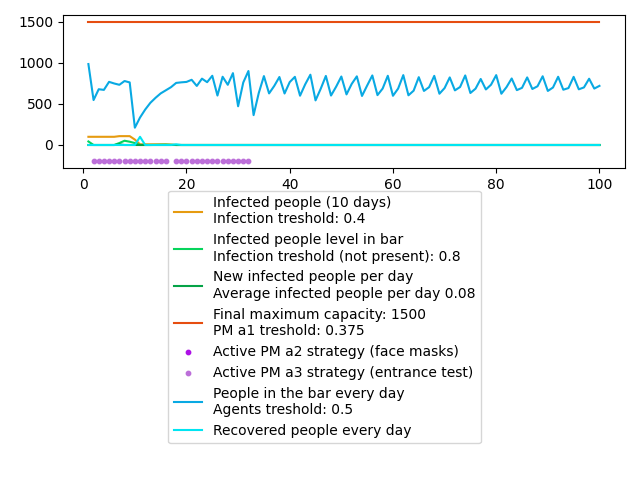 1500
1000
500
0
0 20 40 60 80 100
Infected people (10 days)
Infection treshold: 0.4
Infected people level in bar
Infection treshold (not present): 0.8
New infected people per day
Average infected people per day 0.08
Final maximum capacity: 1500
PM a1 treshold: 0.375
Active PM a2 strategy (face masks)
Active PM a3 strategy (entrance test)
People in the bar every day
Agents treshold: 0.5
Recovered people every day